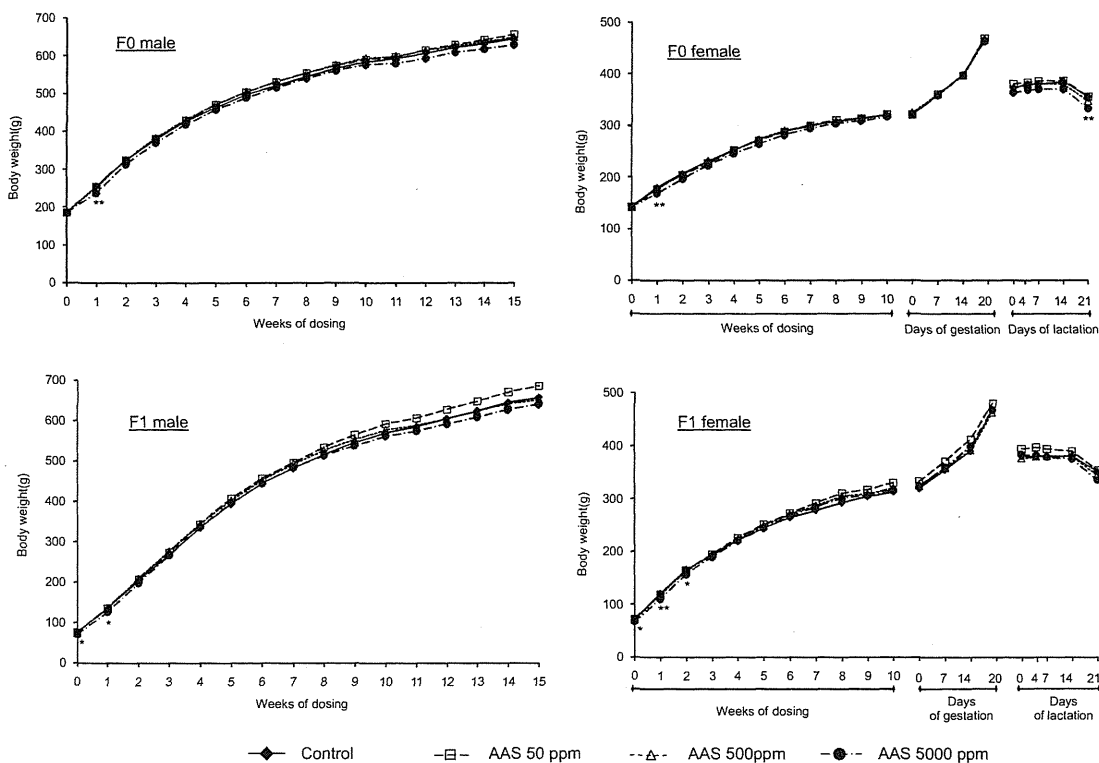 F0 male
Body weight(g)
700
600
500
400
300
200
100
0
**
0 1 2 3 4 5 6 7 8 9 10 11 12 13 14 15
Weeks of dosing
F0 female
Body weight(g)
500
400
300
200
100
0
**
**
0 1 2 3 4 5 6 7 8 9 10 0 7 14 20 0 4 7 14 21
Weeks of dosing Days of gestation Days of lactation
F1 male
Body weight(g)
700
600
500
400
300
200
100
0
*
*
0 1 2 3 4 5 6 7 8 9 10 11 12 13 14 15
Weeks of dosing
F1 female
Body weight(g)
500
400
300
200
100
0
*
**
*
0 1 2 3 4 5 6 7 8 9 10 0 7 14 20 0 4 7 14 21
Weeks of dosing Days of gestation Days of lactation
Control AAS 50 ppm AAS 500ppm AAS 5000 ppm